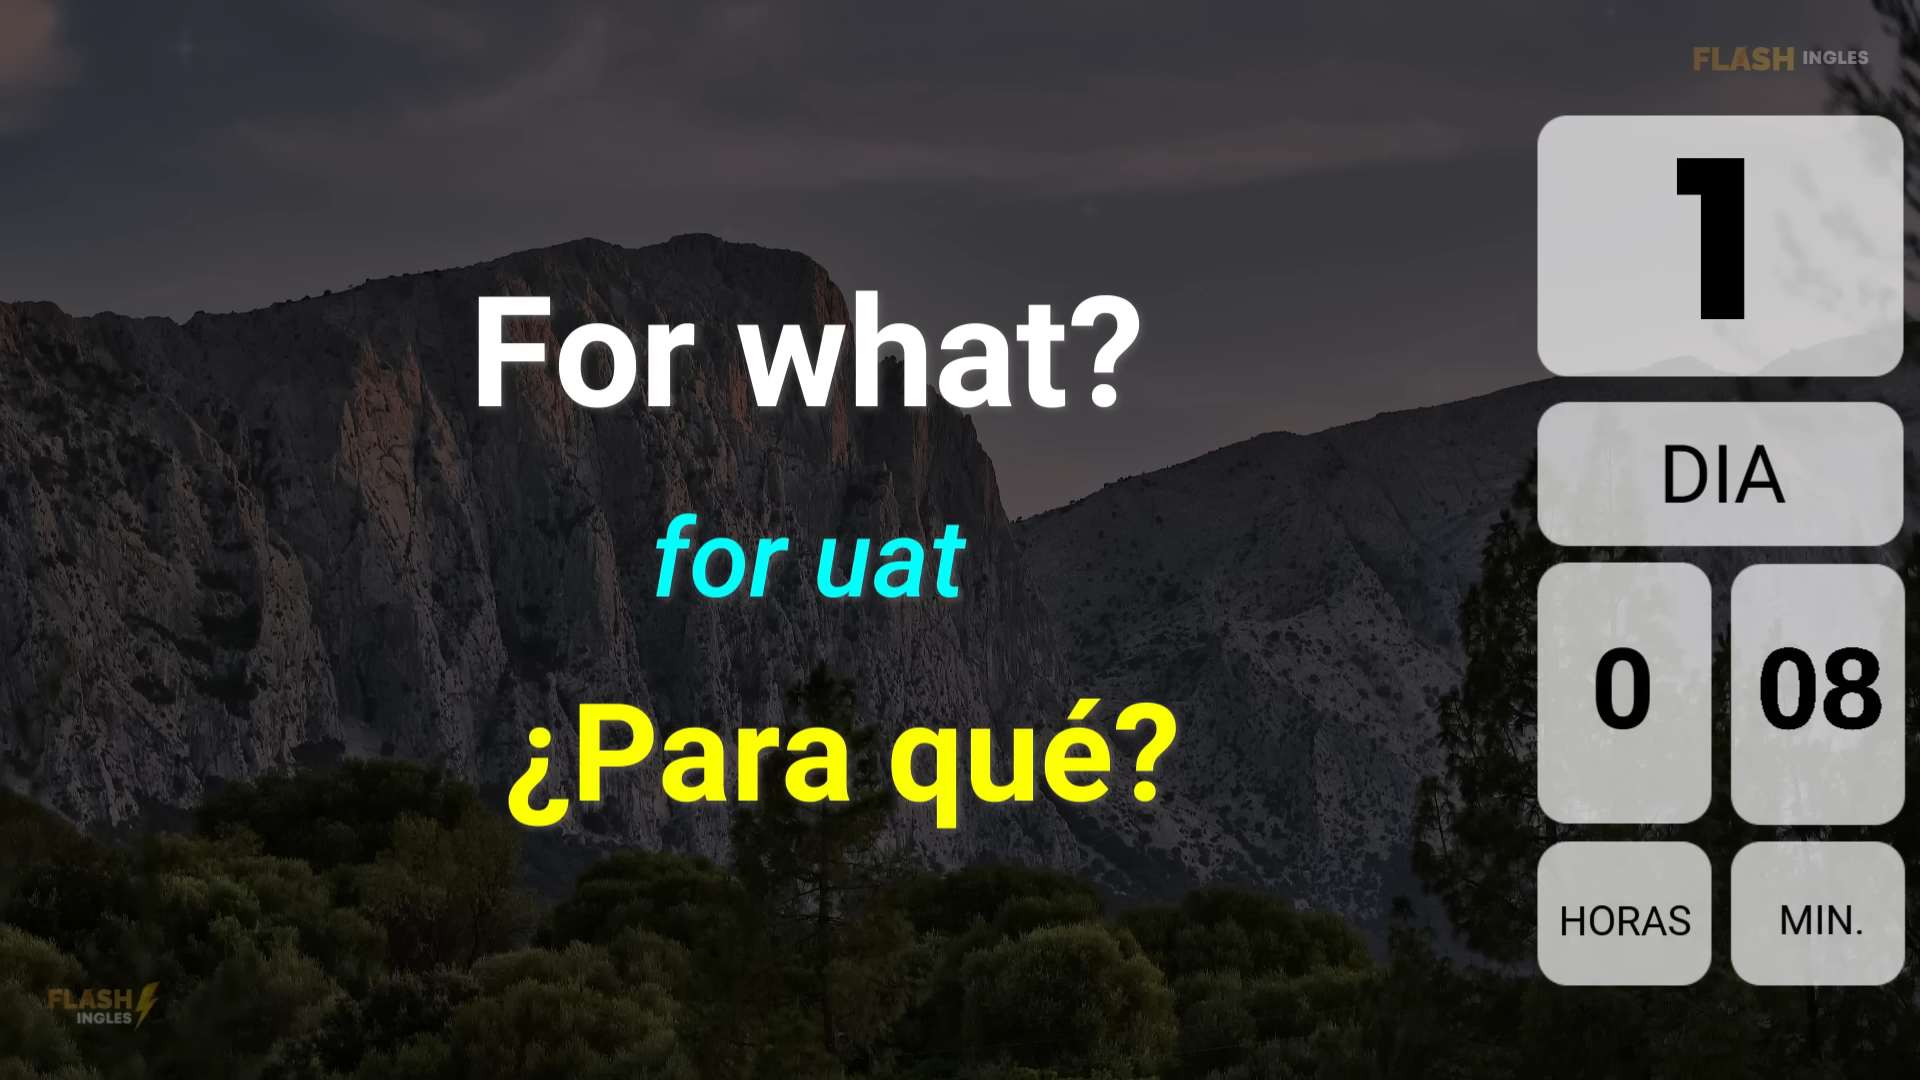 FLASH INGLES
1
For what?
DIA
for uat
0 08
¿Para qué?
HORAS MIN.
FLASH
INGLES